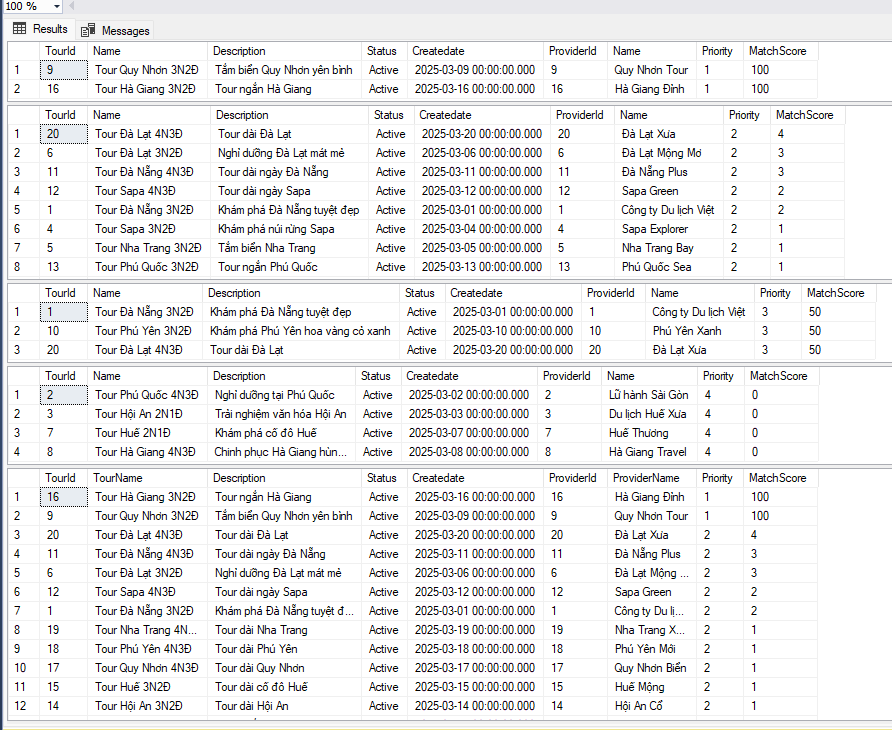 100 %
Results Messages
TourId Name Description Status Createdate ProviderId Name Priority MatchScore
1 9 Tour Quy Nhơn 3N2Đ Tắm biển Quy Nhơn yên bình Active 2025-03-09 00:00:00.000 9 Quy Nhơn Tour 1 100
2 16 Tour Hà Giang 3N2Đ Tour ngắn Hà Giang Active 2025-03-16 00:00:00.000 16 Hà Giang Đỉnh 1 100
TourId Name Description Status Createdate ProviderId Name Priority MatchScore
1 20 Tour Đà Lạt 4N3Đ Tour dài Đà Lạt Active 2025-03-20 00:00:00.000 20 Đà Lạt Xưa 2 4
2 6 Tour Đà Lạt 3N2Đ Nghỉ dưỡng Đà Lạt mát mẻ Active 2025-03-06 00:00:00.000 6 Đà Lạt Mộng Mơ 2 3
3 11 Tour Đà Nẵng 4N3Đ Tour dài ngày Đà Nẵng Active 2025-03-11 00:00:00.000 11 Đà Nẵng Plus 2 3
4 12 Tour Sapa 4N3Đ Tour dài ngày Sapa Active 2025-03-12 00:00:00.000 12 Sapa Green 2 2
5 1 Tour Đà Nẵng 3N2Đ Khám phá Đà Nẵng tuyệt đẹp Active 2025-03-01 00:00:00.000 1 Công ty Du lịch Việt 2 2
6 4 Tour Sapa 3N2Đ Khám phá núi rừng Sapa Active 2025-03-04 00:00:00.000 4 Sapa Explorer 2 1
7 5 Tour Nha Trang 3N2Đ Tắm biển Nha Trang Active 2025-03-05 00:00:00.000 5 Nha Trang Bay 2 1
8 13 Tour Phú Quốc 3N2Đ Tour ngắn Phú Quốc Active 2025-03-13 00:00:00.000 13 Phú Quốc Sea 2 1
TourId Name Description Status Createdate ProviderId Name Priority MatchScore
1 1 Tour Đà Nẵng 3N2Đ Khám phá Đà Nẵng tuyệt đẹp Active 2025-03-01 00:00:00.000 1 Công ty Du lịch Việt 3 50
2 10 Tour Phú Yên 3N2Đ Khám phá Phú Yên hoa vàng cỏ xanh Active 2025-03-10 00:00:00.000 10 Phú Yên Xanh 3 50
3 20 Tour Đà Lạt 4N3Đ Tour dài Đà Lạt Active 2025-03-20 00:00:00.000 20 Đà Lạt Xưa 3 50
TourId Name Description Status Createdate ProviderId Name Priority MatchScore
1 2 Tour Phú Quốc 4N3Đ Nghỉ dưỡng tại Phú Quốc Active 2025-03-02 00:00:00.000 2 Lữ hành Sài Gòn 4 0
2 3 Tour Hội An 2N1Đ Trải nghiệm văn hóa Hội An Active 2025-03-03 00:00:00.000 3 Du lịch Huế Xưa 4 0
3 7 Tour Huế 2N1Đ Khám phá cố đô Huế Active 2025-03-07 00:00:00.000 7 Huế Thương 4 0
4 8 Tour Hà Giang 4N3Đ Chinh phục Hà Giang hùn... Active 2025-03-08 00:00:00.000 8 Hà Giang Travel 4 0
TourId TourName Description Status Createdate ProviderId ProviderName Priority MatchScore
1 16 Tour Hà Giang 3N2Đ Tour ngắn Hà Giang Active 2025-03-16 00:00:00.000 16 Hà Giang Đỉnh 1 100
2 9 Tour Quy Nhơn 3N2Đ Tắm biển Quy Nhơn yên bình Active 2025-03-09 00:00:00.000 9 Quy Nhơn Tour 1 100
3 20 Tour Đà Lạt 4N3Đ Tour dài Đà Lạt Active 2025-03-20 00:00:00.000 20 Đà Lạt Xưa 2 4
4 11 Tour Đà Nẵng 4N3Đ Tour dài ngày Đà Nẵng Active 2025-03-11 00:00:00.000 11 Đà Nẵng Plus 2 3
5 6 Tour Đà Lạt 3N2Đ Nghỉ dưỡng Đà Lạt mát mẻ Active 2025-03-06 00:00:00.000 6 Đà Lạt Mộng ... 2 3
6 12 Tour Sapa 4N3Đ Tour dài ngày Sapa Active 2025-03-12 00:00:00.000 12 Sapa Green 2 2
7 1 Tour Đà Nẵng 3N2Đ Khám phá Đà Nẵng tuyệt đ... Active 2025-03-01 00:00:00.000 1 Công ty Du lị... 2 2
8 19 Tour Nha Trang 4N... Tour dài Nha Trang Active 2025-03-19 00:00:00.000 19 Nha Trang X... 2 1
9 18 Tour Phú Yên 4N3Đ Tour dài Phú Yên Active 2025-03-18 00:00:00.000 18 Phú Yên Mới 2 1
10 17 Tour Quy Nhơn 4N3Đ Tour dài Quy Nhơn Active 2025-03-17 00:00:00.000 17 Quy Nhơn Biển 2 1
11 15 Tour Huế 3N2Đ Tour dài cố đô Huế Active 2025-03-15 00:00:00.000 15 Huế Mộng 2 1
12 14 Tour Hội An 3N2Đ Tour dài Hội An Active 2025-03-14 00:00:00.000 14 Hội An Cổ 2 1